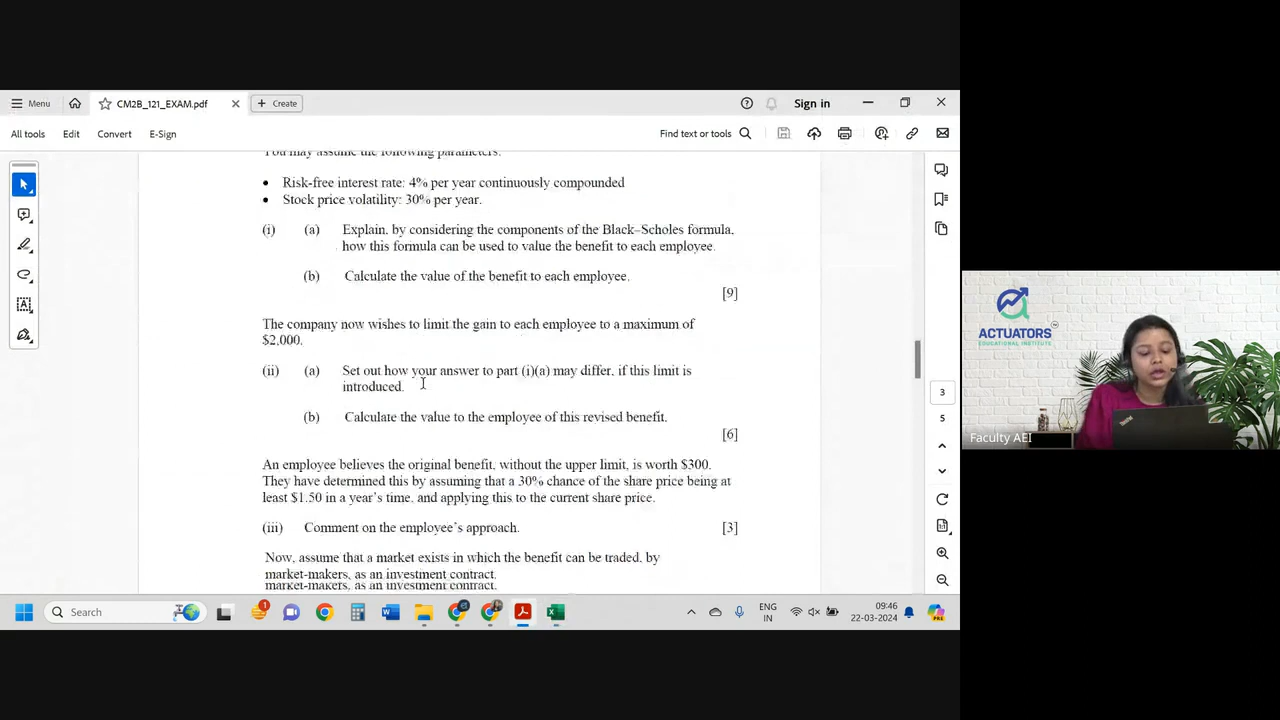 Menu
CM2B_121_EXAM.pdf
Create
Sign in
All tools
Edit
Convert
E-Sign
Find text or tools
You may assume the following parameters:
• Risk-free interest rate: 4% per year continuously compounded
• Stock price volatility: 30% per year.
(i) (a) Explain, by considering the components of the Black–Scholes formula,
how this formula can be used to value the benefit to each employee.
(b) Calculate the value of the benefit to each employee.
[9]
The company now wishes to limit the gain to each employee to a maximum of
$2,000.
(ii) (a) Set out how your answer to part (i)(a) may differ, if this limit is
introduced.
(b) Calculate the value to the employee of this revised benefit.
[6]
An employee believes the original benefit, without the upper limit, is worth $300.
They have determined this by assuming that a 30% chance of the share price being at
least $1.50 in a year's time, and applying this to the current share price.
(iii) Comment on the employee's approach. [3]
Now, assume that a market exists in which the benefit can be traded, by
market-makers, as an investment contract.
market-makers, as an investment contract.
3
5
ACTUATORS
EDUCATIONAL INSTITUTE
ThinkPad
Faculty AEI
Search
1
ENG
IN
09:46
22-03-2024
PRE